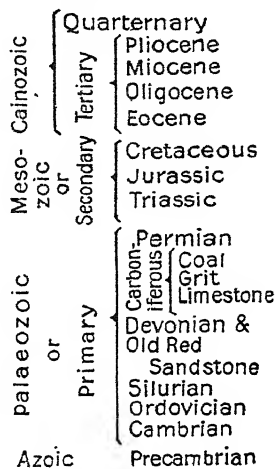 Cainozoic
Quarternary
Tertiary
Pliocene
Miocene
Oligocene
Eocene
Meso-
zoic
or
Secondary
Cretaceous
Jurassic
Triassic
Palaeozoic
or
Primary
Permian
Carbon-
iferous
Coal
Grit
Limestone
Devonian &
Old Red
Sandstone
Silurian
Ordovician
Cambrian
Azoic Precambrian